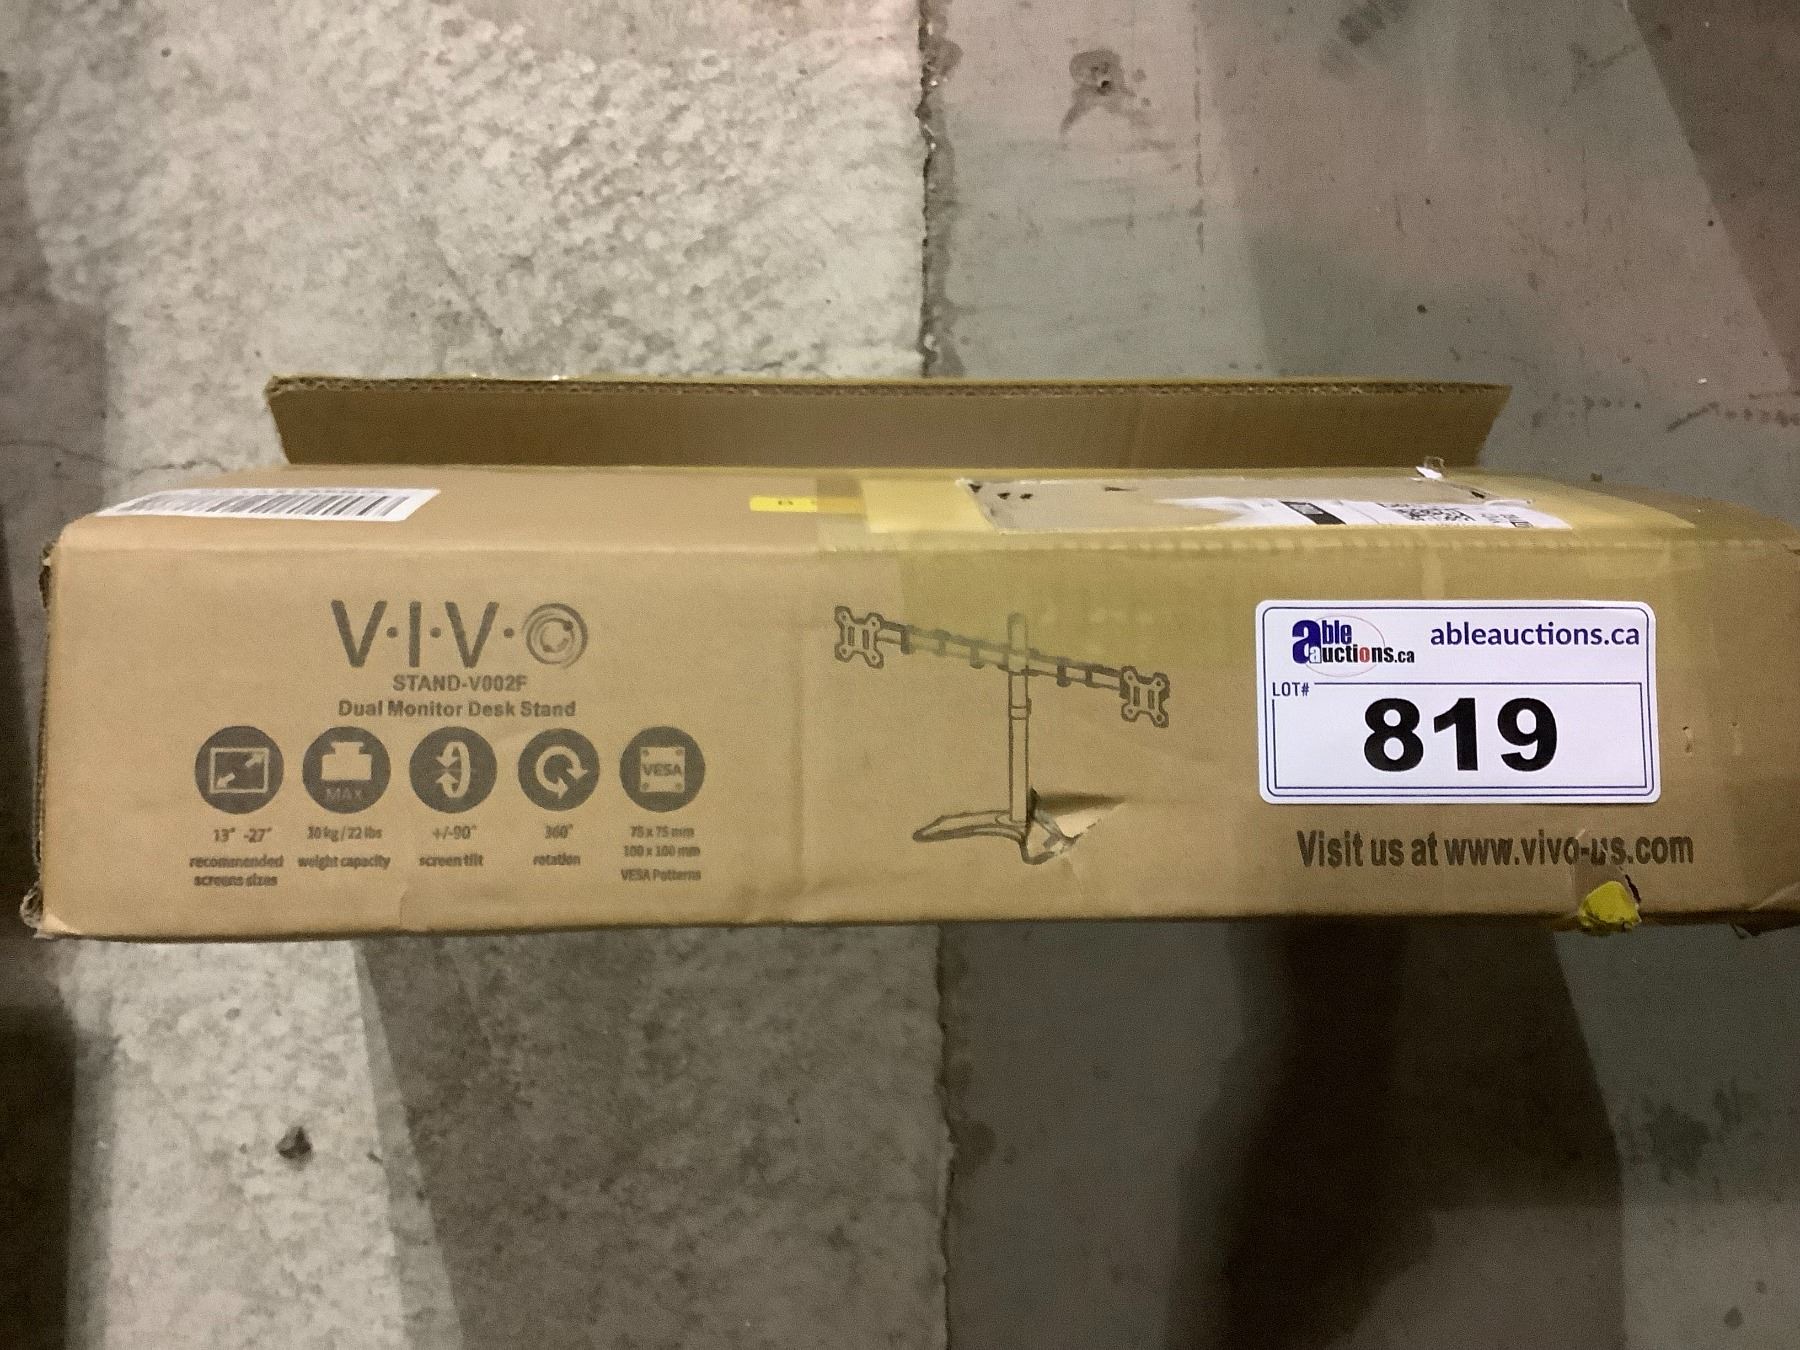 V·I·V·O
STAND-V002F
Dual Monitor Desk Stand
MAX
VESA
13" -27"
recommended
screens sizes
10kg/22 lbs
weight capacity
+/-90°
screen tilt
360°
rotation
75 x 75 mm
100 x 100 mm
VESA Patterns
able
auctions.ca
ableauctions.ca
LOT#
819
Visit us at www.vivo-us.com